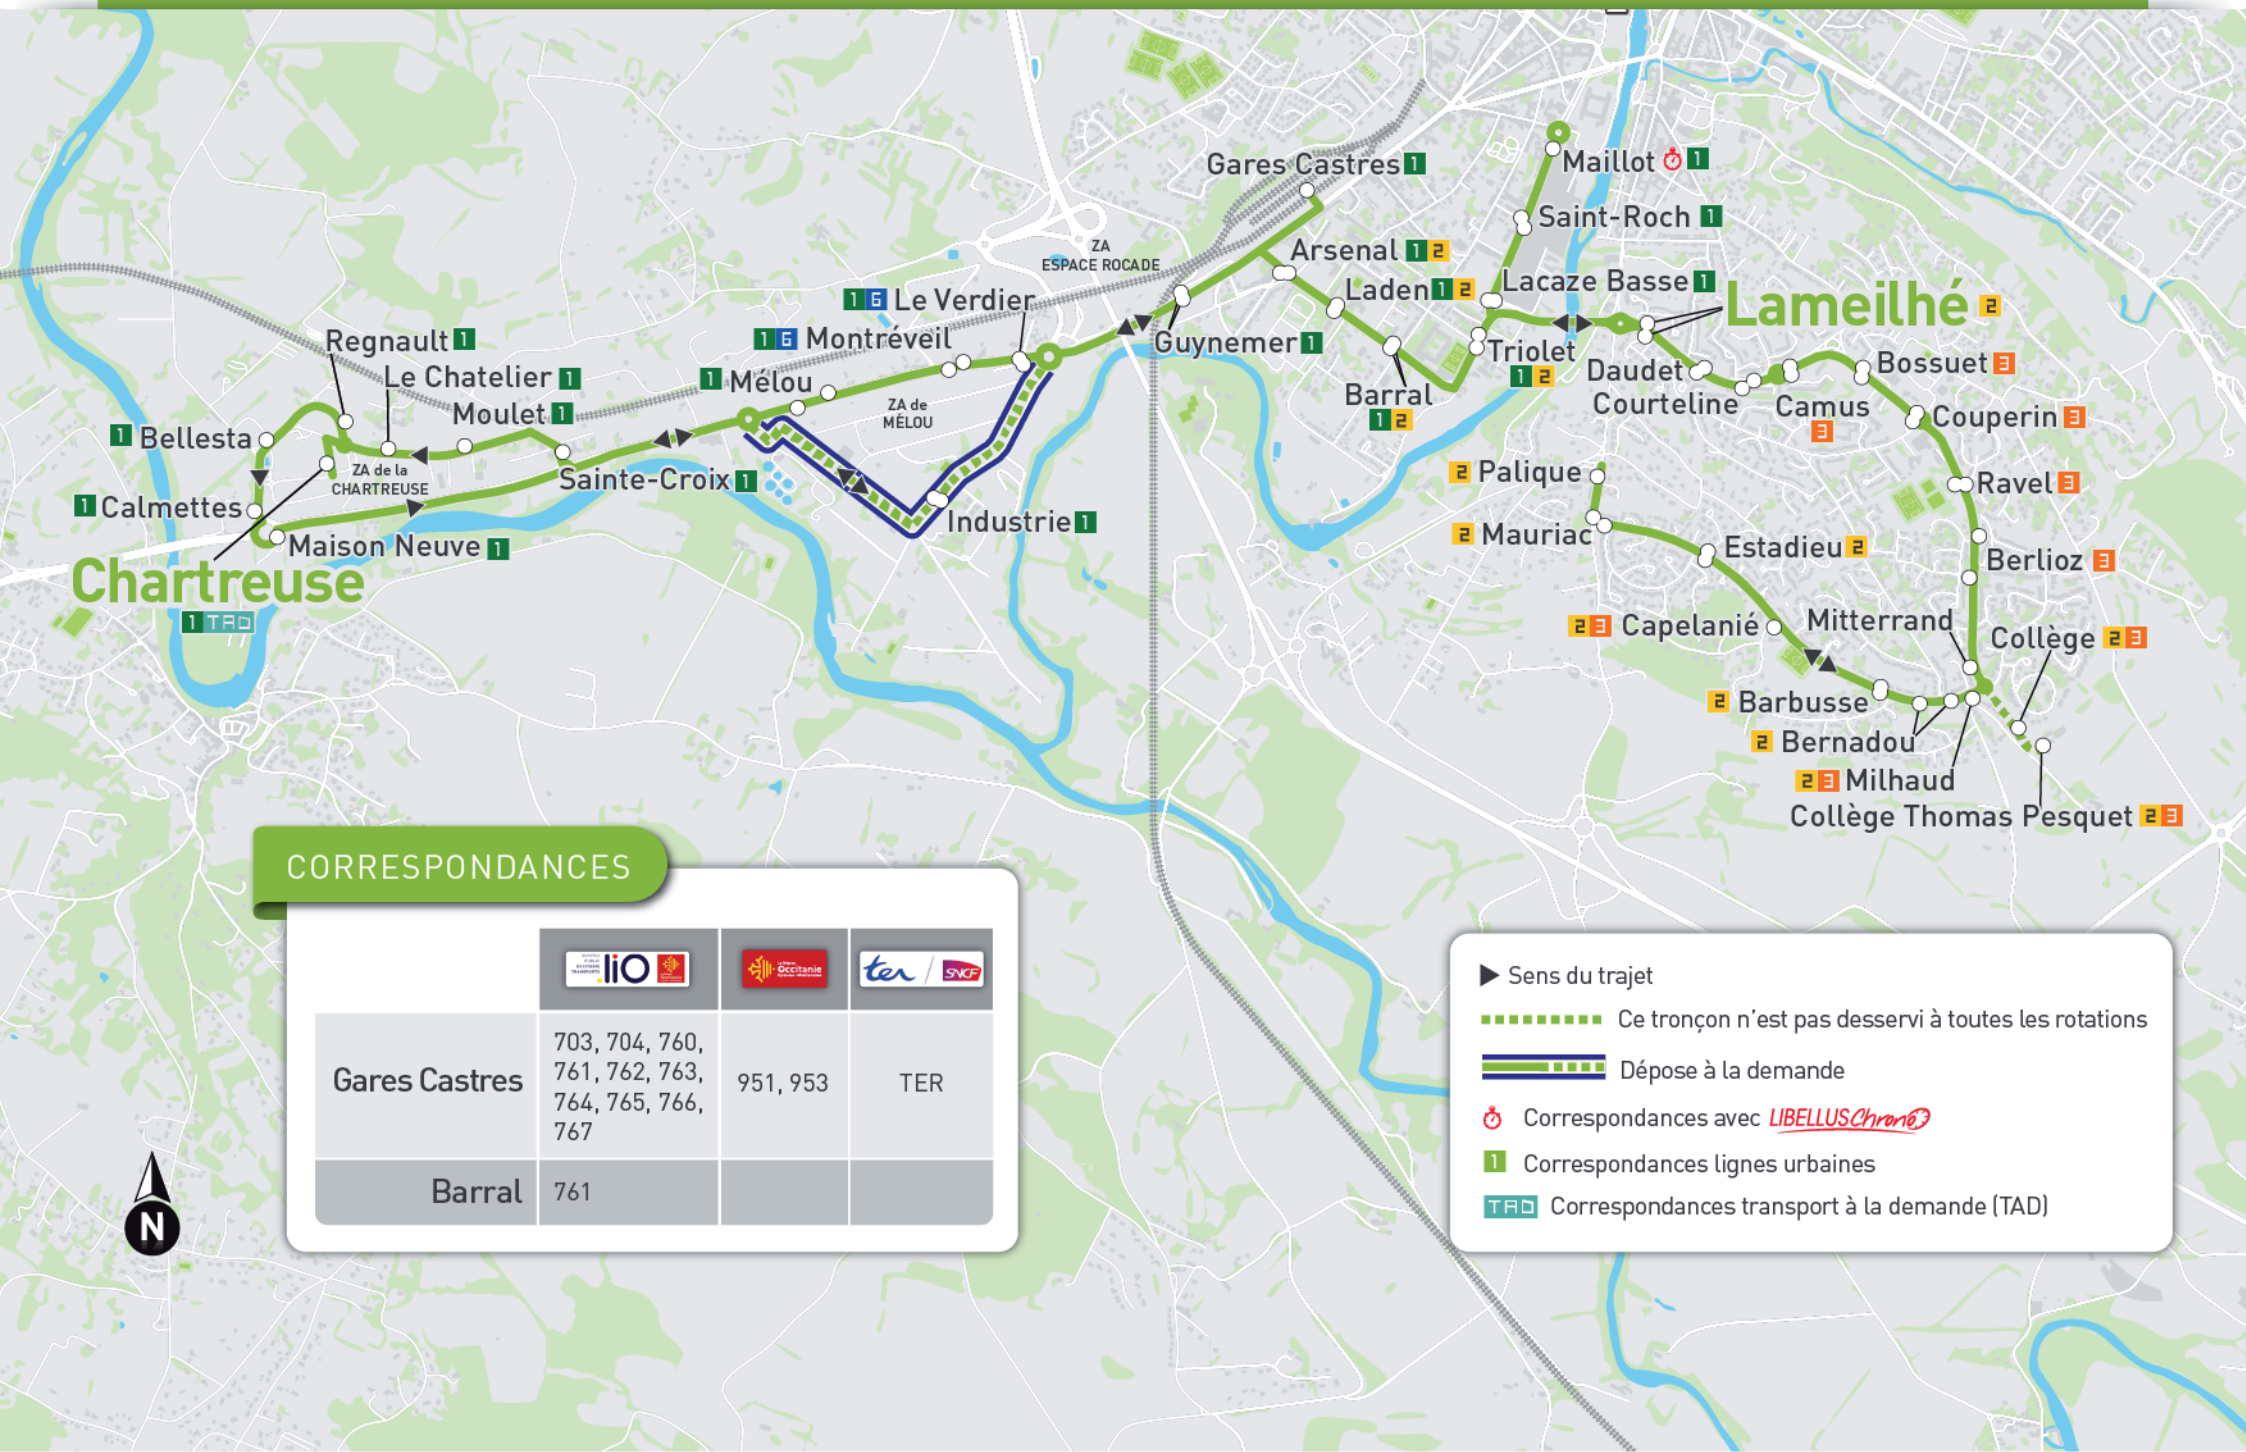 Maillot 1
Gares Castres 1
Saint-Roch 1
ZA
ESPACE ROCADE
Arsenal 1 2
Laden 1 2
Lacaze Basse 1
Lameilhé 2
1 6 Le Verdier
1 6 Montréveil
Guynemer 1
Triolet
1 2
Regnault 1
Le Chatelier 1
Moulet 1
1 Mélou
Barral
1 2
Daudet
Courteline
Camus
3
Bossuet 3
Couperin 3
ZA de
MÉLOU
1 Bellesta
ZA de la
CHARTREUSE
Sainte-Croix 1
1 Calmettes
Maison Neuve 1
Industrie 1
Chartreuse
1 TAD
2 Palique
Ravel 3
2 Mauriac
Estadieu 2
Berlioz 3
2 3 Capelanié
Mitterrand
Collège 2 3
2 Barbusse
2 Bernadou
2 3 Milhaud
Collège Thomas Pesquet 2 3
CORRESPONDANCES
liO
Occitanie
ter / SNCF
Gares Castres
703, 704, 760,
761, 762, 763,
764, 765, 766,
767
951, 953
TER
Barral
761
N
Sens du trajet
Ce tronçon n'est pas desservi à toutes les rotations
Dépose à la demande
Correspondances avec LIBELLUS Chrono
1 Correspondances lignes urbaines
TAD Correspondances transport à la demande (TAD)